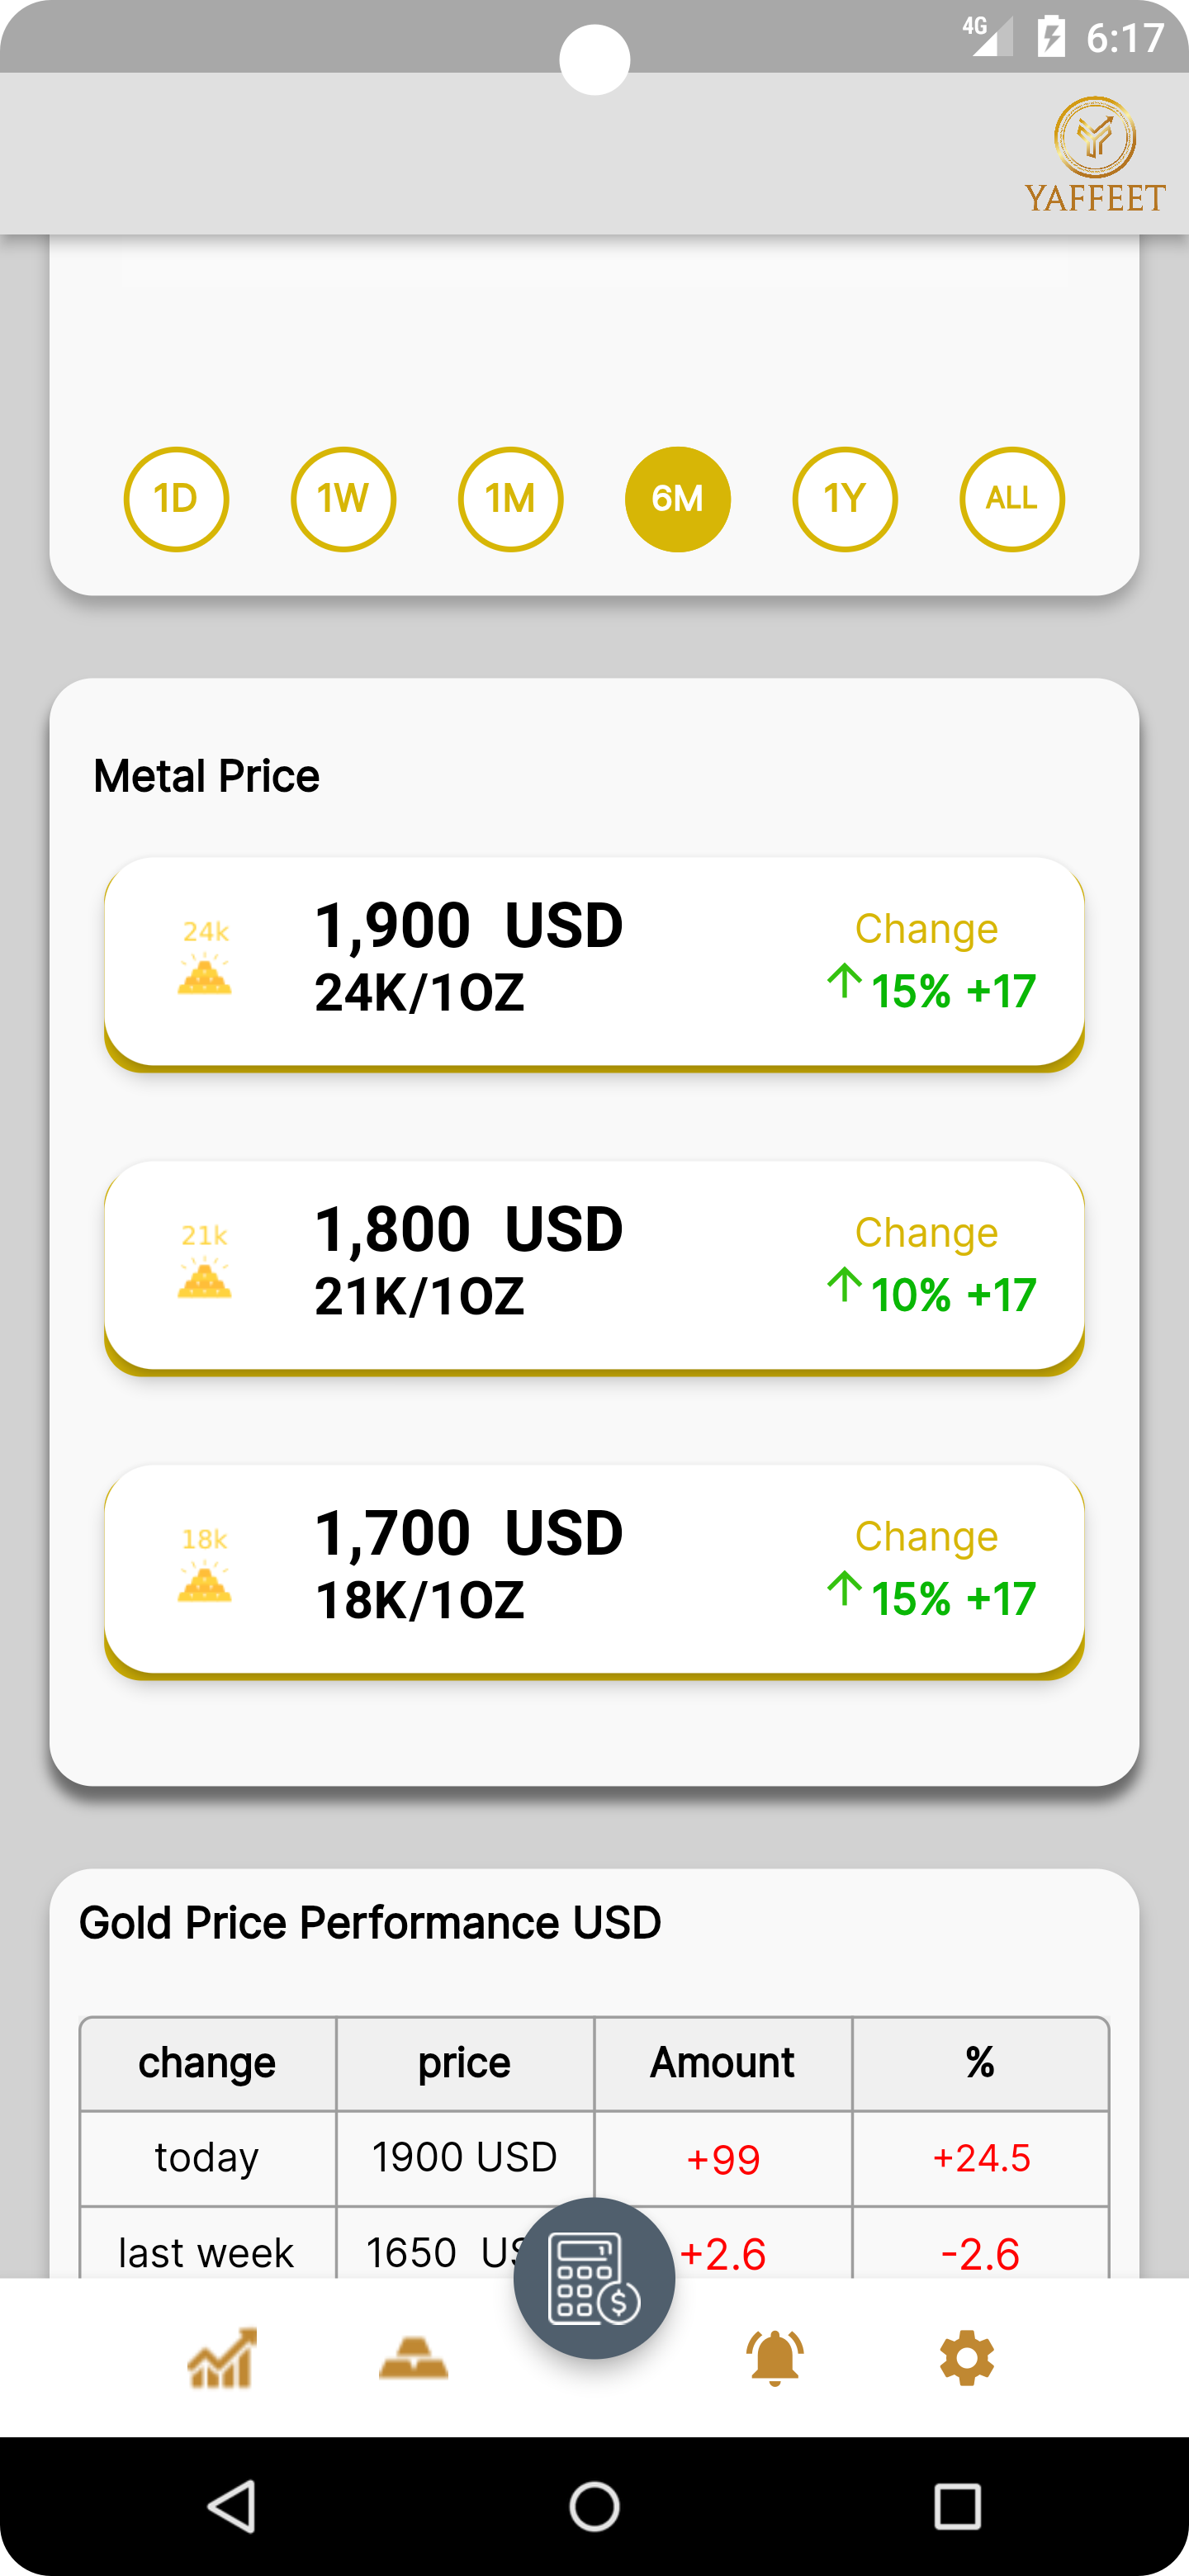 4G 6:17
YAFFEET
1D 1W 1M 6M 1Y ALL
Metal Price
24k
1,900 USD
24K/1OZ
Change
15% +17
21k
1,800 USD
21K/1OZ
Change
10% +17
18k
1,700 USD
18K/1OZ
Change
15% +17
Gold Price Performance USD
change price Amount %
today 1900 USD +99 +24.5
last week 1650 +2.6 -2.6